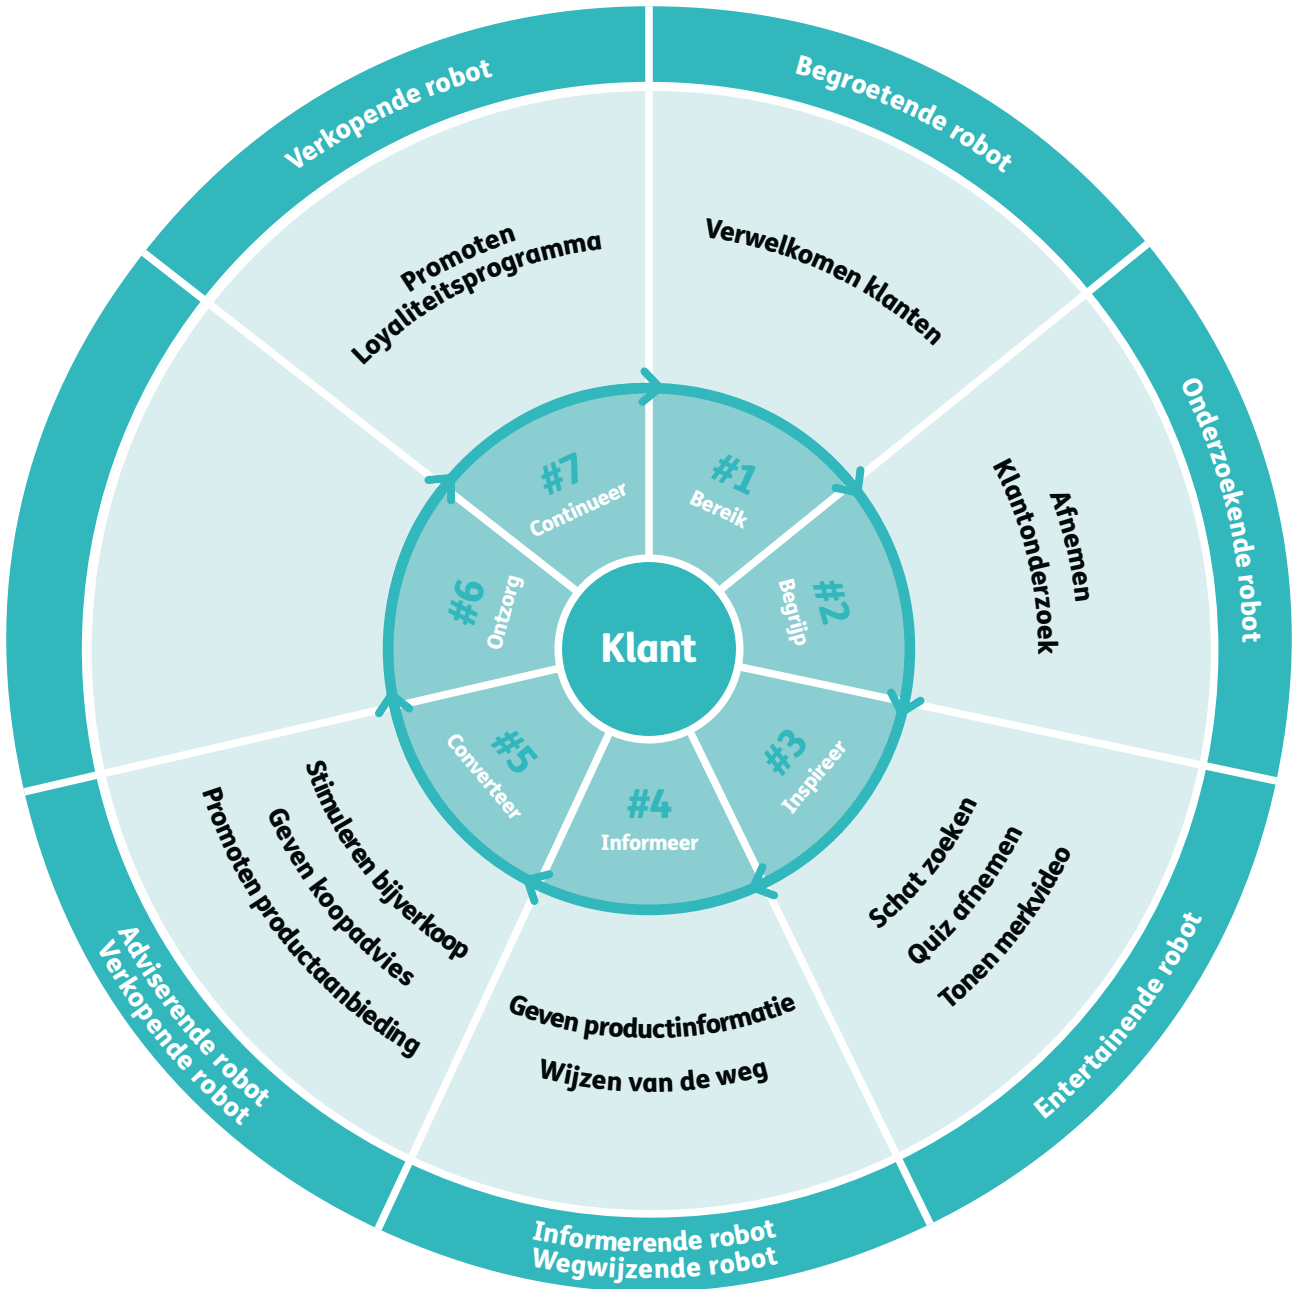 Klant
#1
Bereik
Verwelkomen klanten
Begroetende robot
#2
Begrijp
Afnemen
Klantonderzoek
Onderzoekende robot
#3
Inspireer
Schat zoeken
Quiz afnemen
Tonen merkvideo
Entertainende robot
#4
Informeer
Geven productinformatie
Wijzen van de weg
Informerende robot
Wegwijzende robot
#5
Converteer
Stimuleren bijverkoop
Geven koopadvies
Promoten productaanbieding
Adviserende robot
Verkopende robot
#6
Ontzorg
#7
Continueer
Promoten
Loyaliteitsprogramma
Verkopende robot